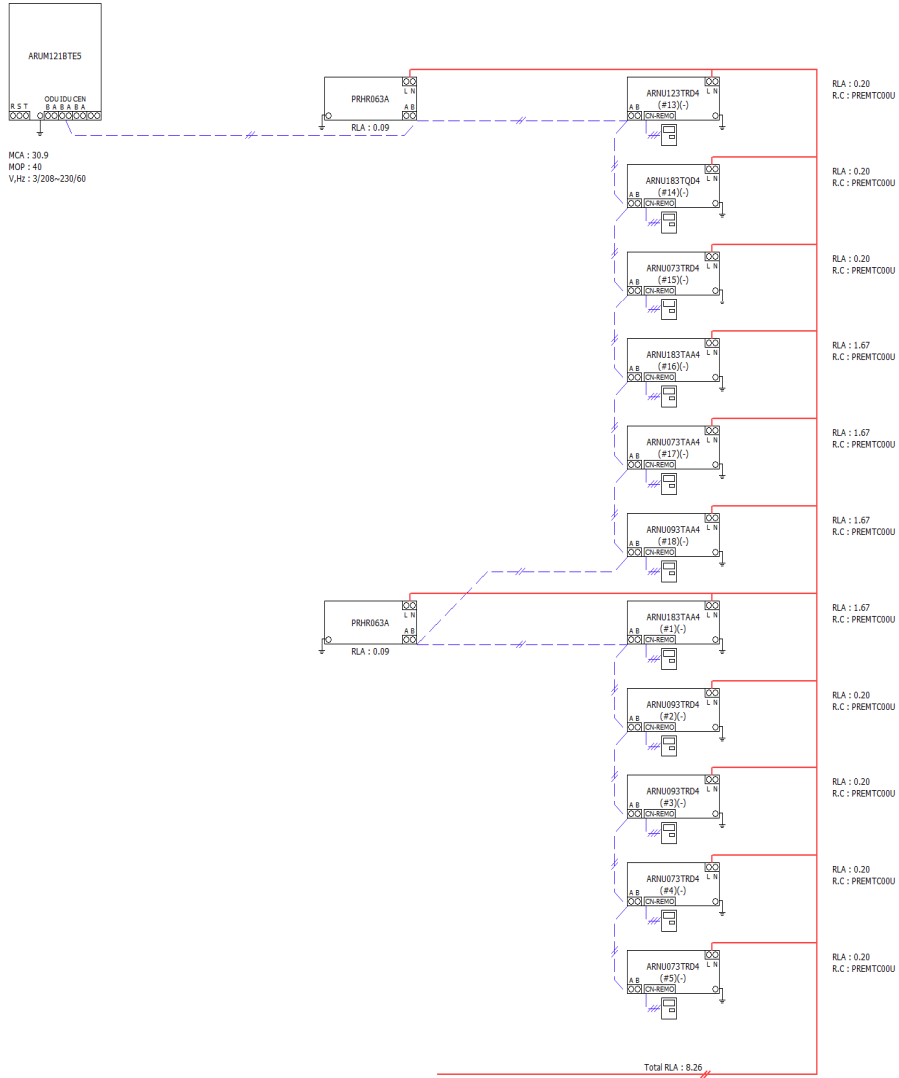 ARUM121BTE5
ODU IDU CEN
R S T B A B A B A
MCA : 30.9
MOP : 40
V,Hz : 3/208~230/60
PRHR063A
L N
A B
RLA : 0.09
ARNU123TRD4
(#13)(-)
L N
A B
CN-REMO
RLA : 0.20
R.C : PREMTC00U
ARNU183TQD4
(#14)(-)
L N
A B
CN-REMO
RLA : 0.20
R.C : PREMTC00U
ARNU073TRD4
(#15)(-)
L N
A B
CN-REMO
RLA : 0.20
R.C : PREMTC00U
ARNU183TAA4
(#16)(-)
L N
A B
CN-REMO
RLA : 1.67
R.C : PREMTC00U
ARNU073TAA4
(#17)(-)
L N
A B
CN-REMO
RLA : 1.67
R.C : PREMTC00U
ARNU093TAA4
(#18)(-)
L N
A B
CN-REMO
RLA : 1.67
R.C : PREMTC00U
PRHR063A
L N
A B
RLA : 0.09
ARNU183TAA4
(#1)(-)
L N
A B
CN-REMO
RLA : 1.67
R.C : PREMTC00U
ARNU093TRD4
(#2)(-)
L N
A B
CN-REMO
RLA : 0.20
R.C : PREMTC00U
ARNU093TRD4
(#3)(-)
L N
A B
CN-REMO
RLA : 0.20
R.C : PREMTC00U
ARNU073TRD4
(#4)(-)
L N
A B
CN-REMO
RLA : 0.20
R.C : PREMTC00U
ARNU073TRD4
(#5)(-)
L N
A B
CN-REMO
RLA : 0.20
R.C : PREMTC00U
Total RLA : 8.26